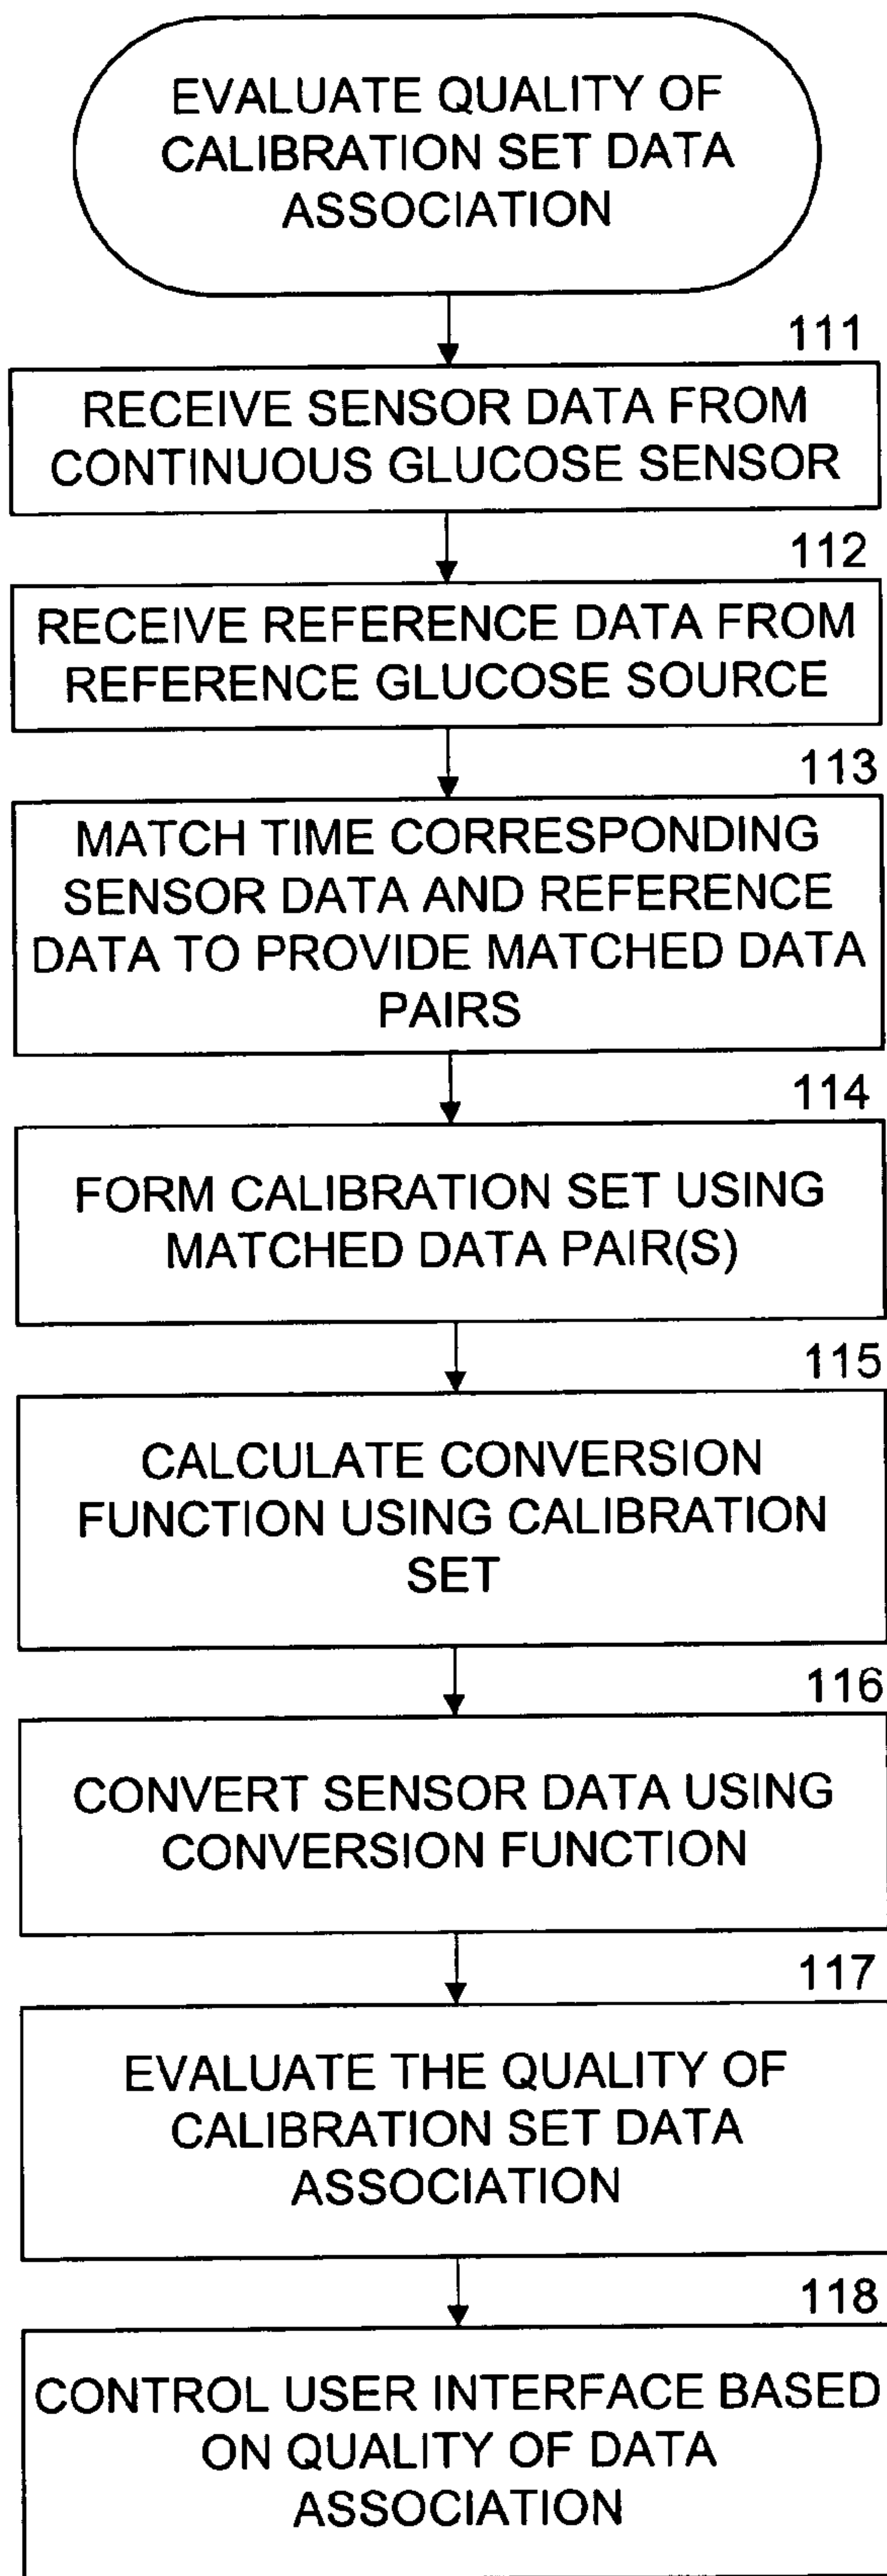 EVALUATE QUALITY OF
CALIBRATION SET DATA
ASSOCIATION
111
RECEIVE SENSOR DATA FROM
CONTINUOUS GLUCOSE SENSOR
112
RECEIVE REFERENCE DATA FROM
REFERENCE GLUCOSE SOURCE
113
MATCH TIME CORRESPONDING
SENSOR DATA AND REFERENCE
DATA TO PROVIDE MATCHED DATA
PAIRS
114
FORM CALIBRATION SET USING
MATCHED DATA PAIR(S)
115
CALCULATE CONVERSION
FUNCTION USING CALIBRATION
SET
116
CONVERT SENSOR DATA USING
CONVERSION FUNCTION
117
EVALUATE THE QUALITY OF
CALIBRATION SET DATA
ASSOCIATION
118
CONTROL USER INTERFACE BASED
ON QUALITY OF DATA
ASSOCIATION